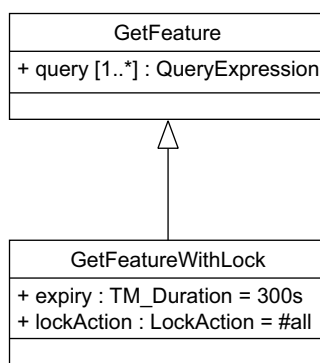 GetFeature
+ query [1..*] : QueryExpression
GetFeatureWithLock
+ expiry : TM_Duration = 300s
+ lockAction : LockAction = #all